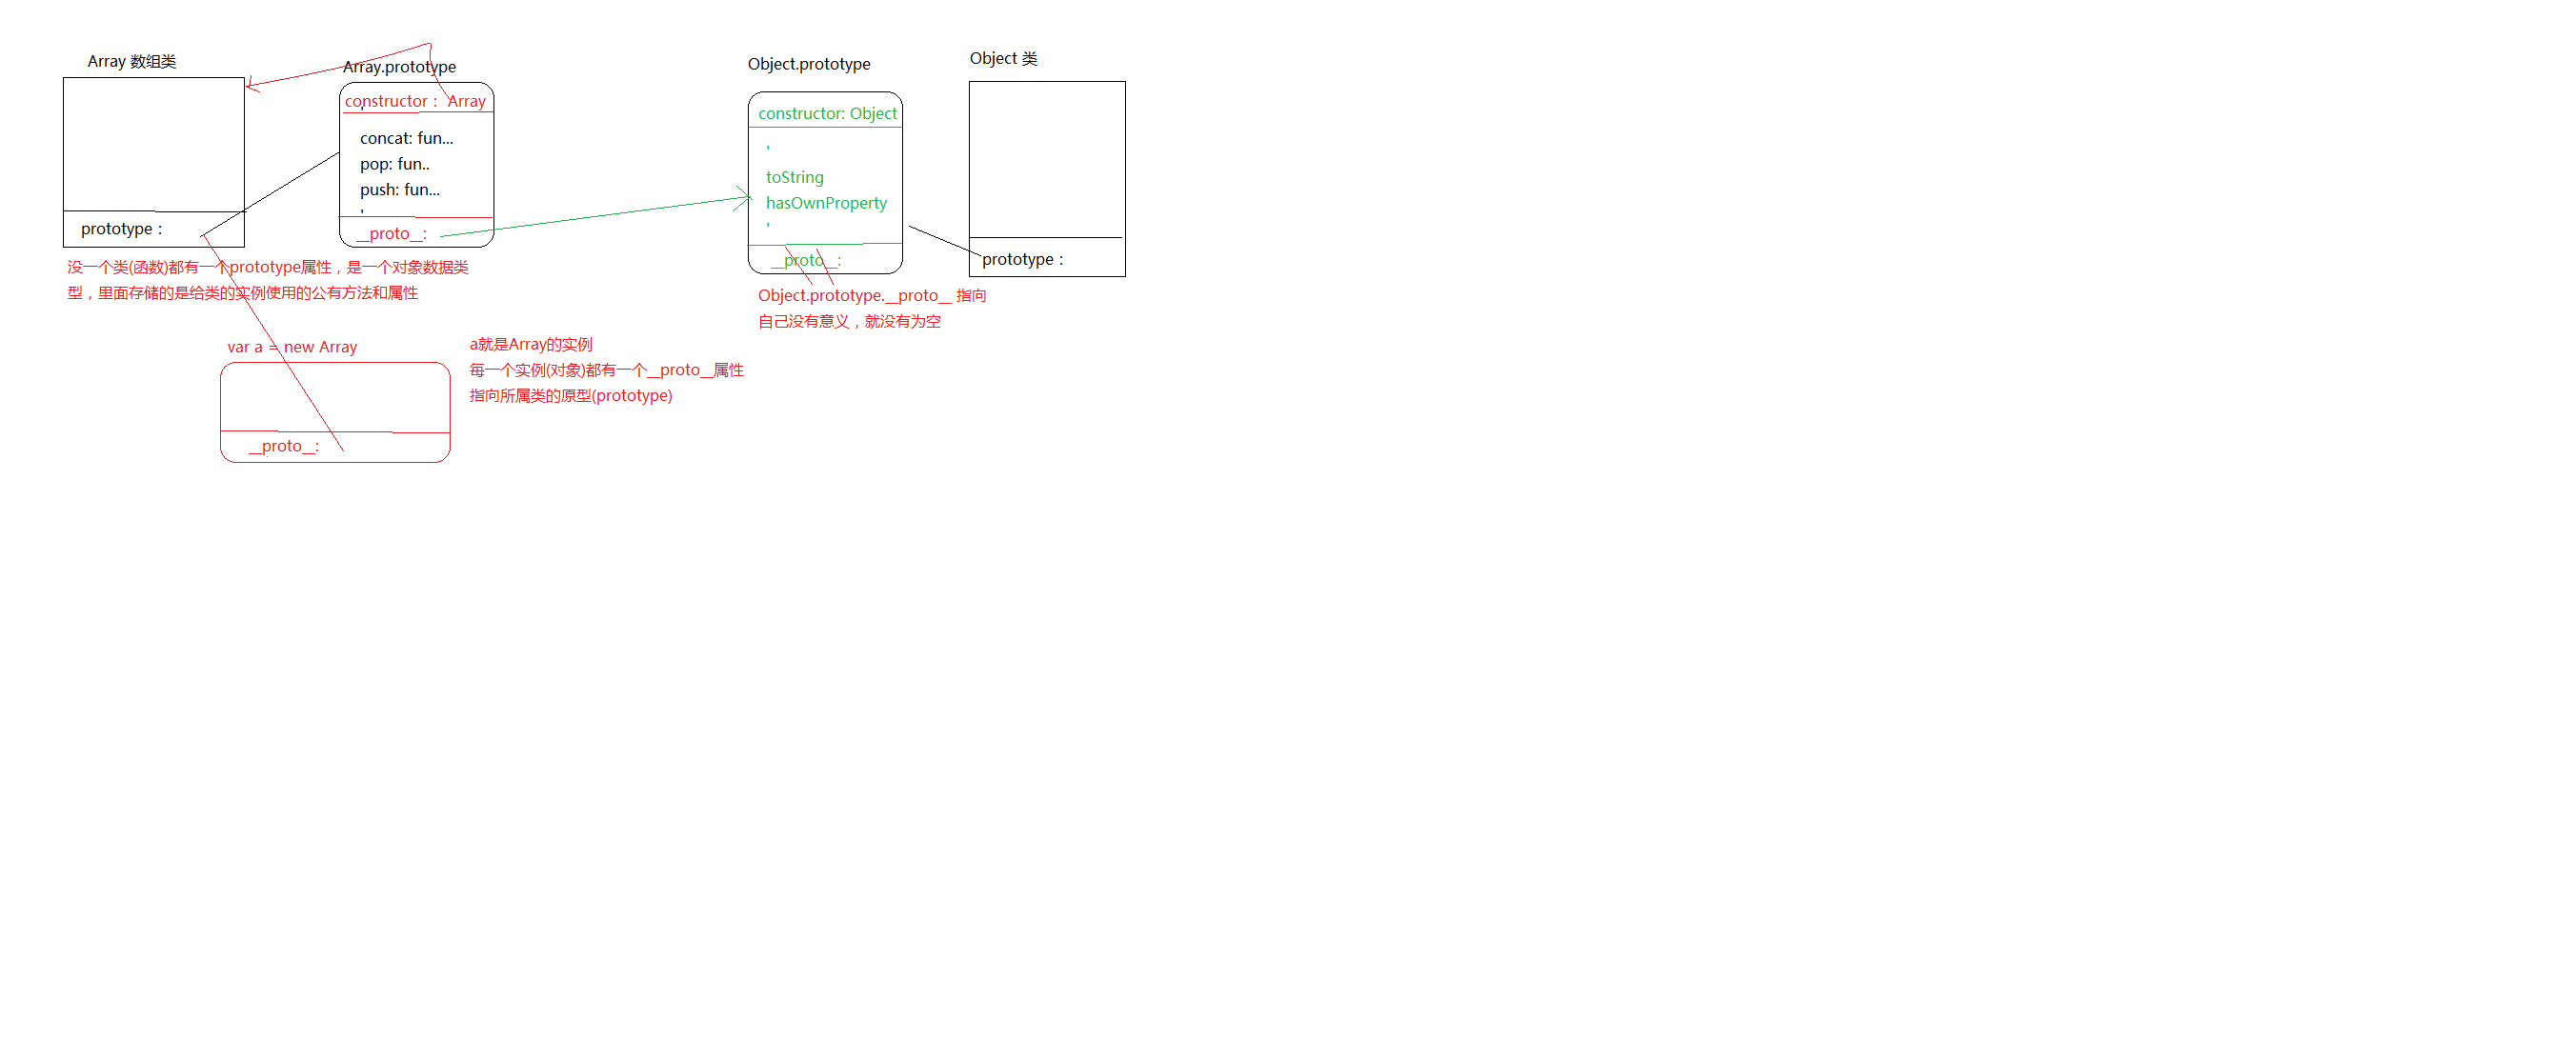 Array 数组类
prototype：
没一个类(函数)都有一个prototype属性，是一个对象数据类
型，里面存储的是给类的实例使用的公有方法和属性
Array.prototype
constructor： Array
'
concat: fun...
pop: fun..
push: fun...
'
__proto__:
var a = new Array
__proto__:
a就是Array的实例
每一个实例(对象)都有一个__proto__属性
指向所属类的原型(prototype)
Object.prototype
constructor: Object
'
toString
hasOwnProperty
'
__proto__:
Object.prototype.__proto__ 指向
自己没有意义，就没有为空
Object 类
prototype：